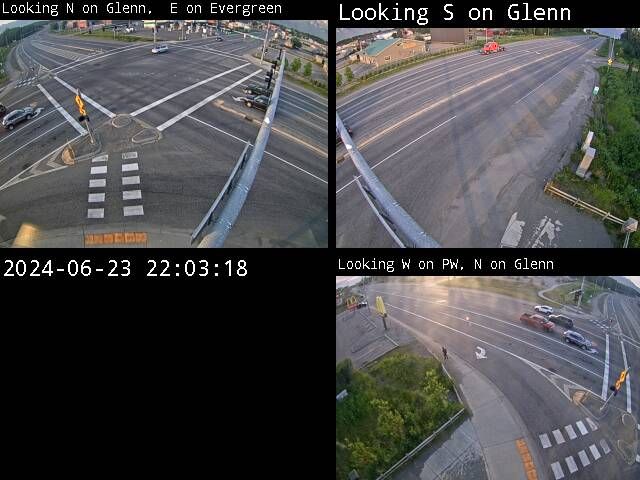 Looking N on Glenn,  E on Evergreen
Looking S on Glenn
2024-06-23 22:03:18
Looking W on PW, N on Glenn